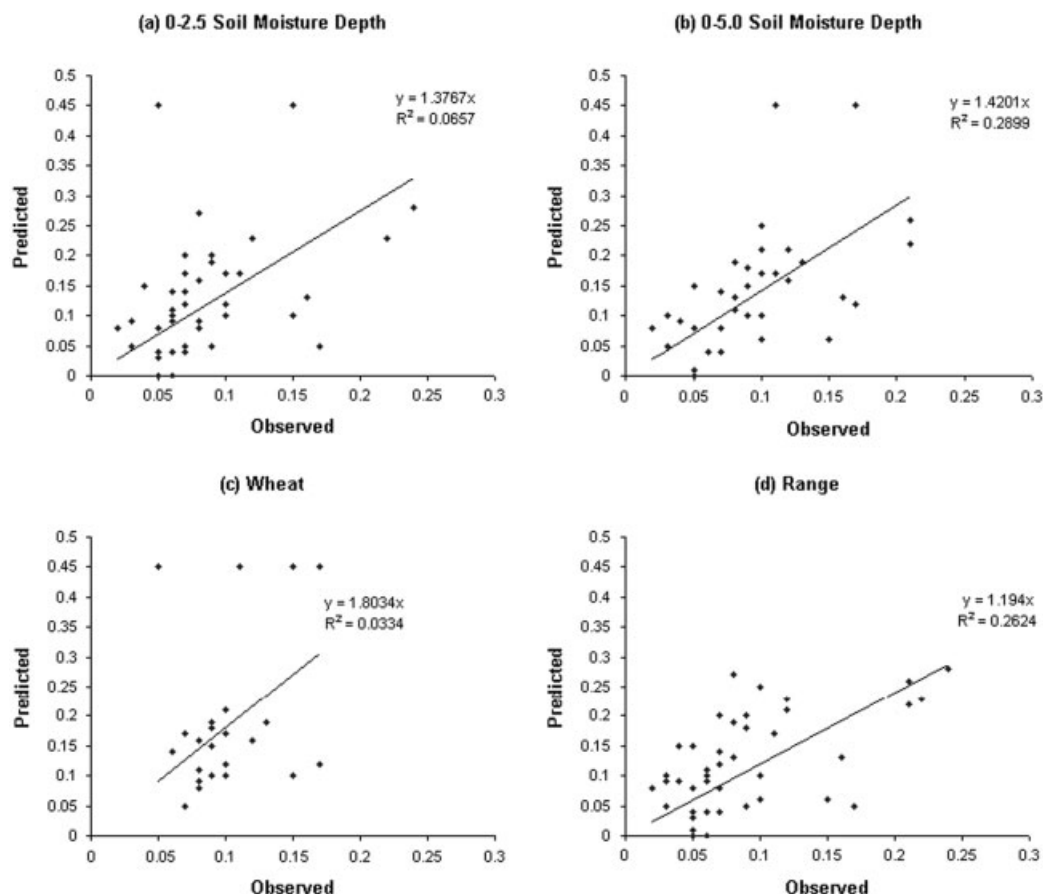 (a) 0-2.5 Soil Moisture Depth
0.5
0.45
0.4
0.35
0.3
0.25
0.2
0.15
0.1
0.05
0
Predicted
y = 1.3767x
R² = 0.0657
0 0.05 0.1 0.15 0.2 0.25 0.3
Observed
(b) 0-5.0 Soil Moisture Depth
0.5
0.45
0.4
0.35
0.3
0.25
0.2
0.15
0.1
0.05
0
Predicted
y = 1.4201x
R² = 0.2899
0 0.05 0.1 0.15 0.2 0.25 0.3
Observed
(c) Wheat
0.5
0.45
0.4
0.35
0.3
0.25
0.2
0.15
0.1
0.05
0
Predicted
y = 1.8034x
R² = 0.0334
0 0.05 0.1 0.15 0.2 0.25 0.3
Observed
(d) Range
0.5
0.45
0.4
0.35
0.3
0.25
0.2
0.15
0.1
0.05
0
Predicted
y = 1.194x
R² = 0.2624
0 0.05 0.1 0.15 0.2 0.25 0.3
Observed